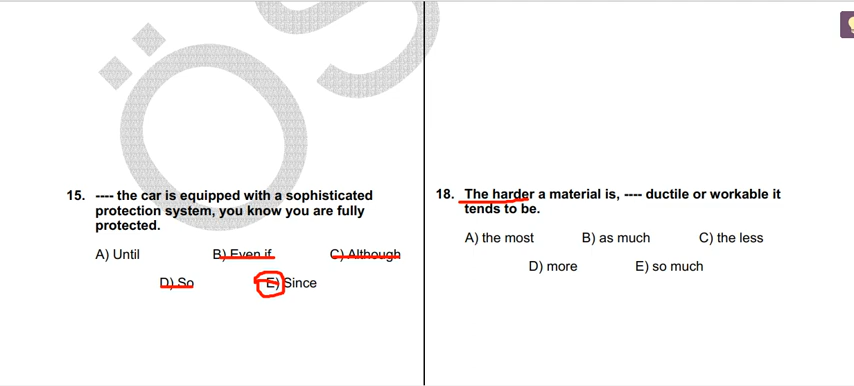 ÖS
15. ---- the car is equipped with a sophisticated
protection system, you know you are fully
protected.
A) Until B) Even if C) Although
D) So E) Since
18. The harder a material is, ---- ductile or workable it
tends to be.
A) the most B) as much C) the less
D) more E) so much